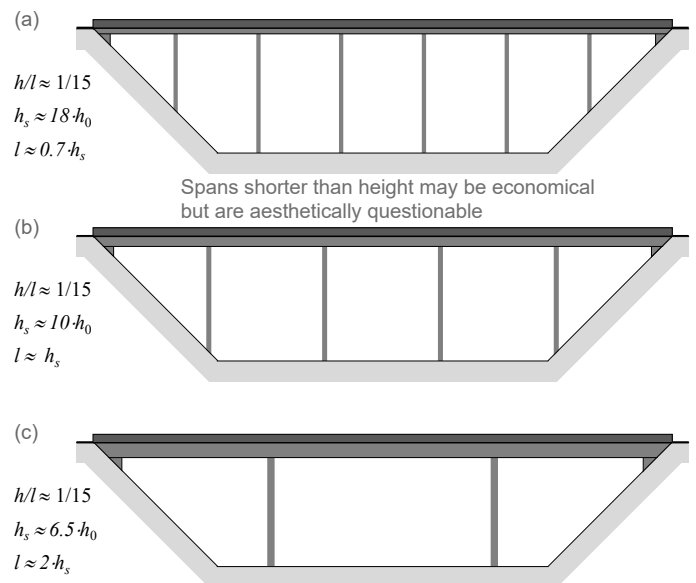 (a)
h/l ≈ 1/15
hₛ ≈ 18·h₀
l ≈ 0.7·hₛ
Spans shorter than height may be economical
but are aesthetically questionable
(b)
h/l ≈ 1/15
hₛ ≈ 10·h₀
l ≈ hₛ
(c)
h/l ≈ 1/15
hₛ ≈ 6.5·h₀
l ≈ 2·hₛ